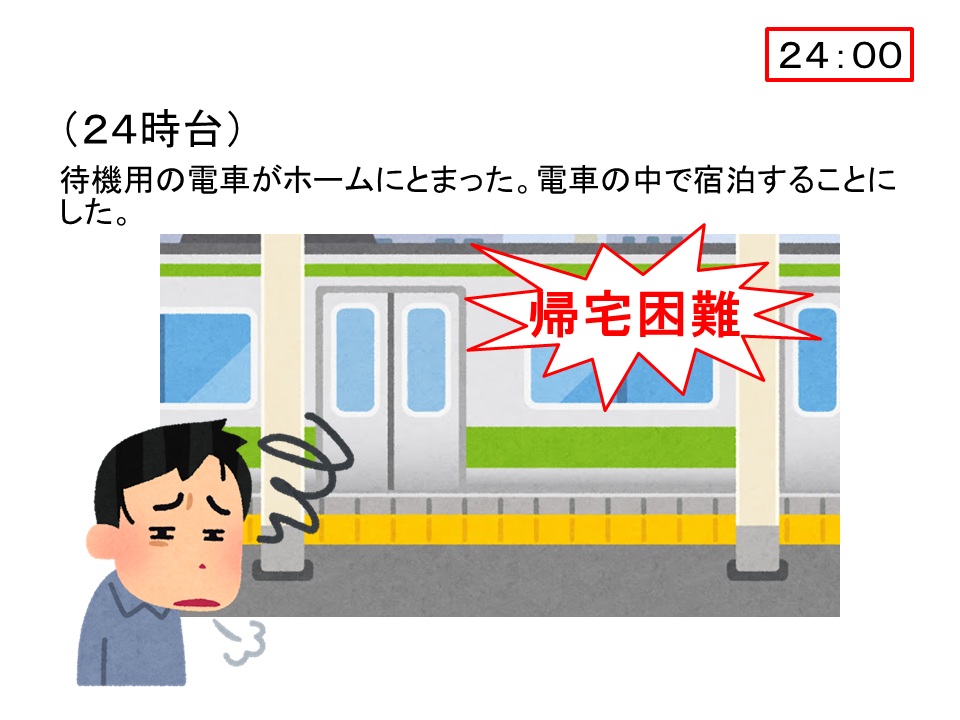 24:00
（24時台）
待機用の電車がホームにとまった。電車の中で宿泊することに
した。
帰宅困難